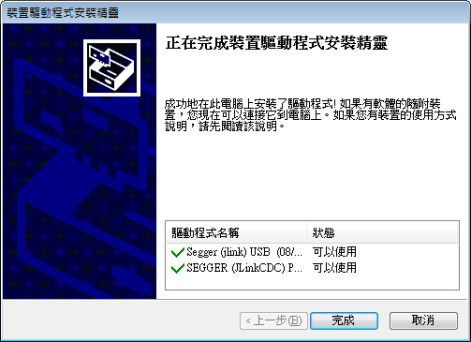 裝置驅動程式安裝精靈
正在完成裝置驅動程式安裝精靈
成功地在此電腦上安裝了驅動程式! 如果有軟體的隨附裝
置，您現在可以連接它到電腦上。如果您有裝置的使用方式
說明，請先閱讀該說明。
驅動程式名稱 狀態
Segger (jlink) USB (08/... 可以使用
SEGGER (JLinkCDC) P... 可以使用
<上一步(B) 完成 取消